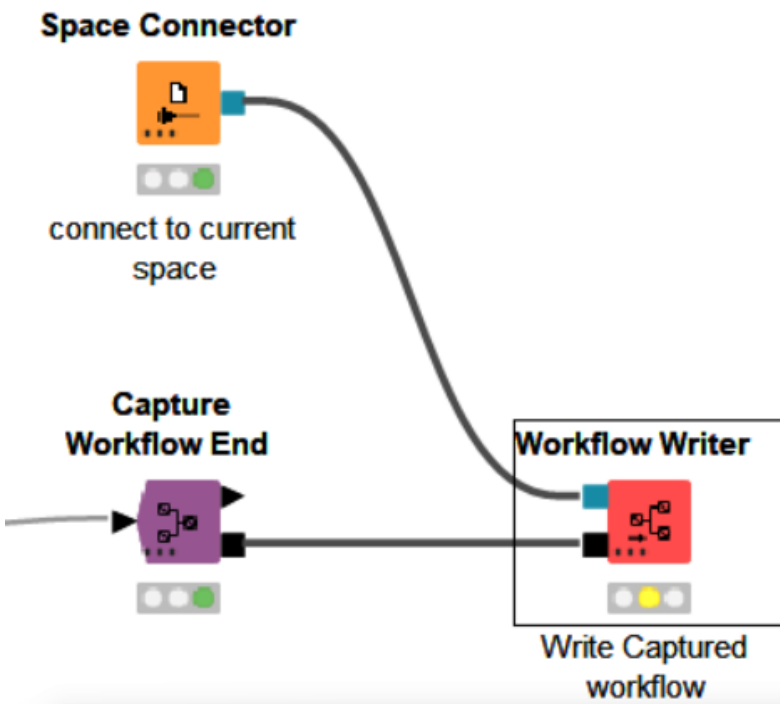 Space Connector
connect to current
space
Capture
Workflow End
Workflow Writer
Write Captured
workflow